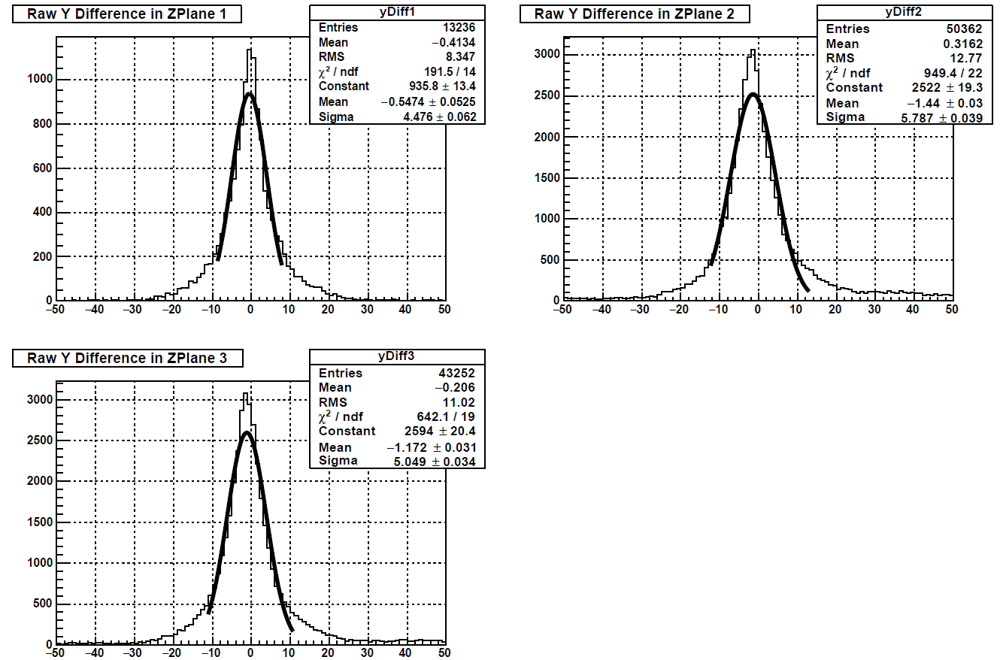 Raw Y Difference in ZPlane 1
yDiff1
Entries 13236
Mean −0.4134
RMS 8.347
χ² / ndf 191.5 / 14
Constant 935.8 ± 13.4
Mean −0.5474 ± 0.0525
Sigma 4.476 ± 0.062
1000
800
600
400
200
0
−50 −40 −30 −20 −10 0 10 20 30 40 50
Raw Y Difference in ZPlane 2
yDiff2
Entries 50362
Mean 0.3162
RMS 12.77
χ² / ndf 949.4 / 22
Constant 2522 ± 19.3
Mean −1.44 ± 0.03
Sigma 5.787 ± 0.039
3000
2500
2000
1500
1000
500
0
−50 −40 −30 −20 −10 0 10 20 30 40 50
Raw Y Difference in ZPlane 3
yDiff3
Entries 43252
Mean −0.206
RMS 11.02
χ² / ndf 642.1 / 19
Constant 2594 ± 20.4
Mean −1.172 ± 0.031
Sigma 5.049 ± 0.034
3000
2500
2000
1500
1000
500
0
−50 −40 −30 −20 −10 0 10 20 30 40 50